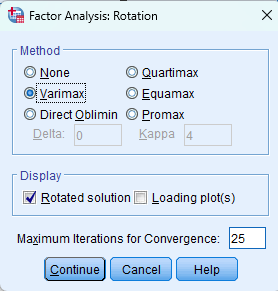 Factor Analysis: Rotation
Method
None Quartimax
Varimax Equamax
Direct Oblimin Promax
Delta: 0 Kappa 4
Display
Rotated solution Loading plot(s)
Maximum Iterations for Convergence: 25
Continue Cancel Help